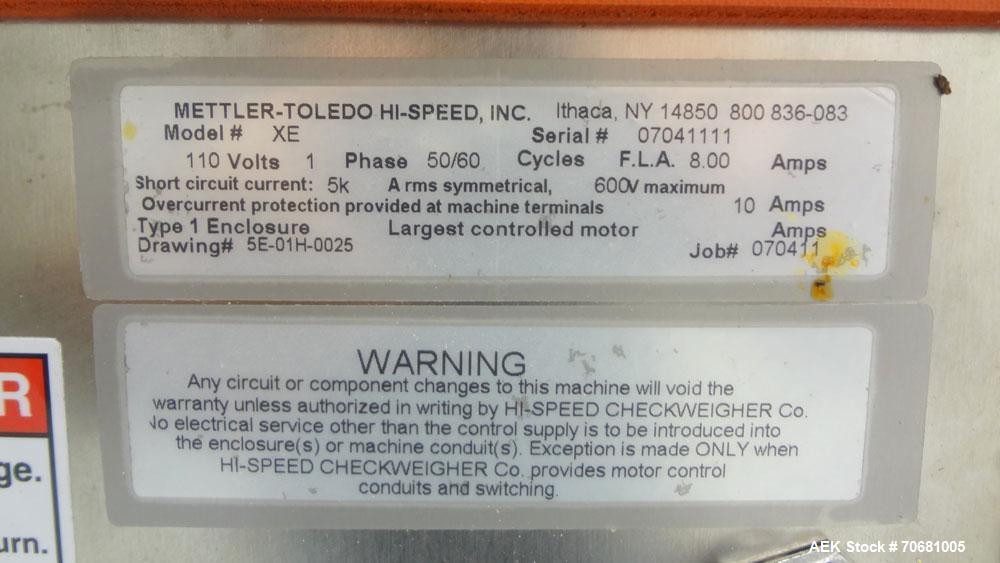 METTLER-TOLEDO HI-SPEED, INC. Ithaca, NY 14850 800 836-083
Model # XE Serial # 07041111
110 Volts 1 Phase 50/60 Cycles F.L.A. 8.00 Amps
Short circuit current: 5k A rms symmetrical, 600V maximum
Overcurrent protection provided at machine terminals 10 Amps
Type 1 Enclosure Largest controlled motor Amps
Drawing# 5E-01H-0025 Job# 070411
WARNING
Any circuit or component changes to this machine will void the
warranty unless authorized in writing by HI-SPEED CHECKWEIGHER Co.
No electrical service other than the control supply is to be introduced into
the enclosure(s) or machine conduit(s). Exception is made ONLY when
HI-SPEED CHECKWEIGHER Co. provides motor control
conduits and switching.
R
ge.
urn.
AEK Stock # 70681005